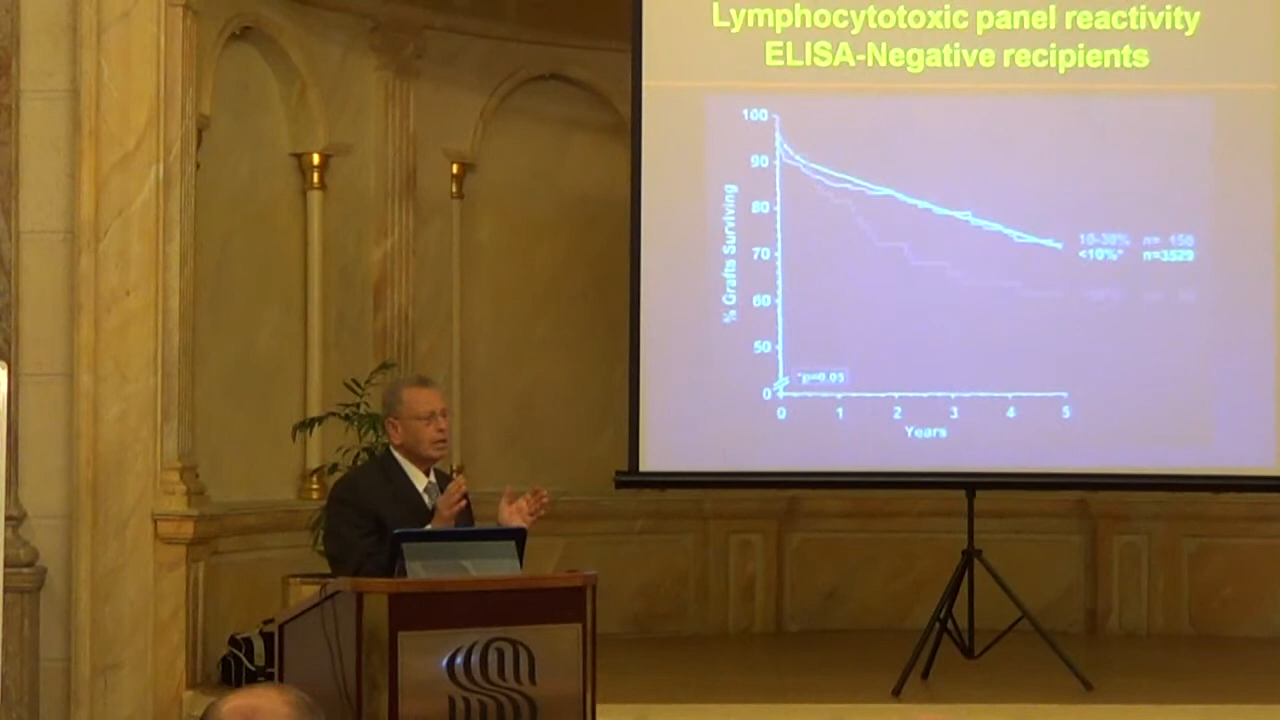 Lymphocytotoxic panel reactivity
ELISA-Negative recipients
100
90
80
70
60
50
0
% Grafts Surviving
10-30% n= 150
<10%* n=3529
*p=0.05
0 1 2 3 4 5
Years